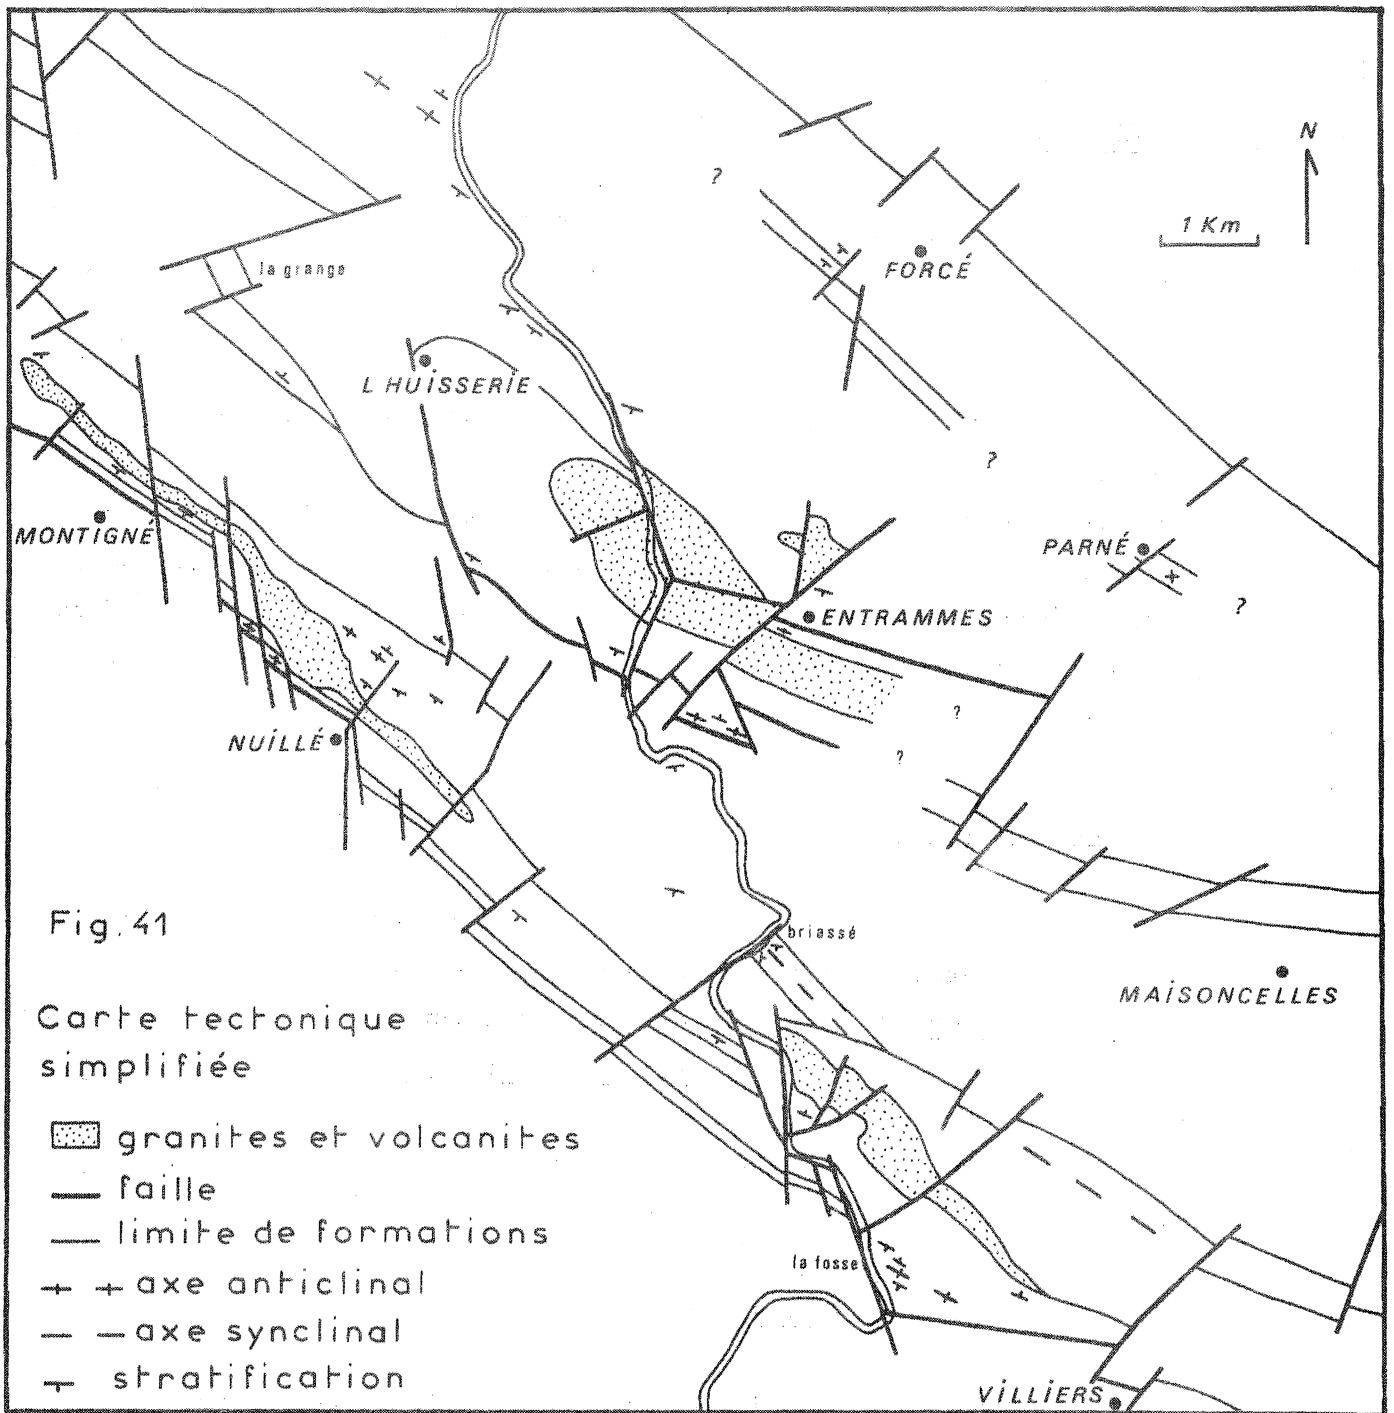 N
?
1 Km
FORCÉ
la grange
L HUiSSERiE
?
MONTiGNÉ
PARNÉ
?
ENTRAMMES
?
NUiLLÉ
?
Fig. 41
briassé
MAiSONCELLES
Carte tectonique
simplifiée
granites et volcanites
faille
limite de formations
la fosse
axe anticlinal
axe synclinal
stratification
ViLLiERS